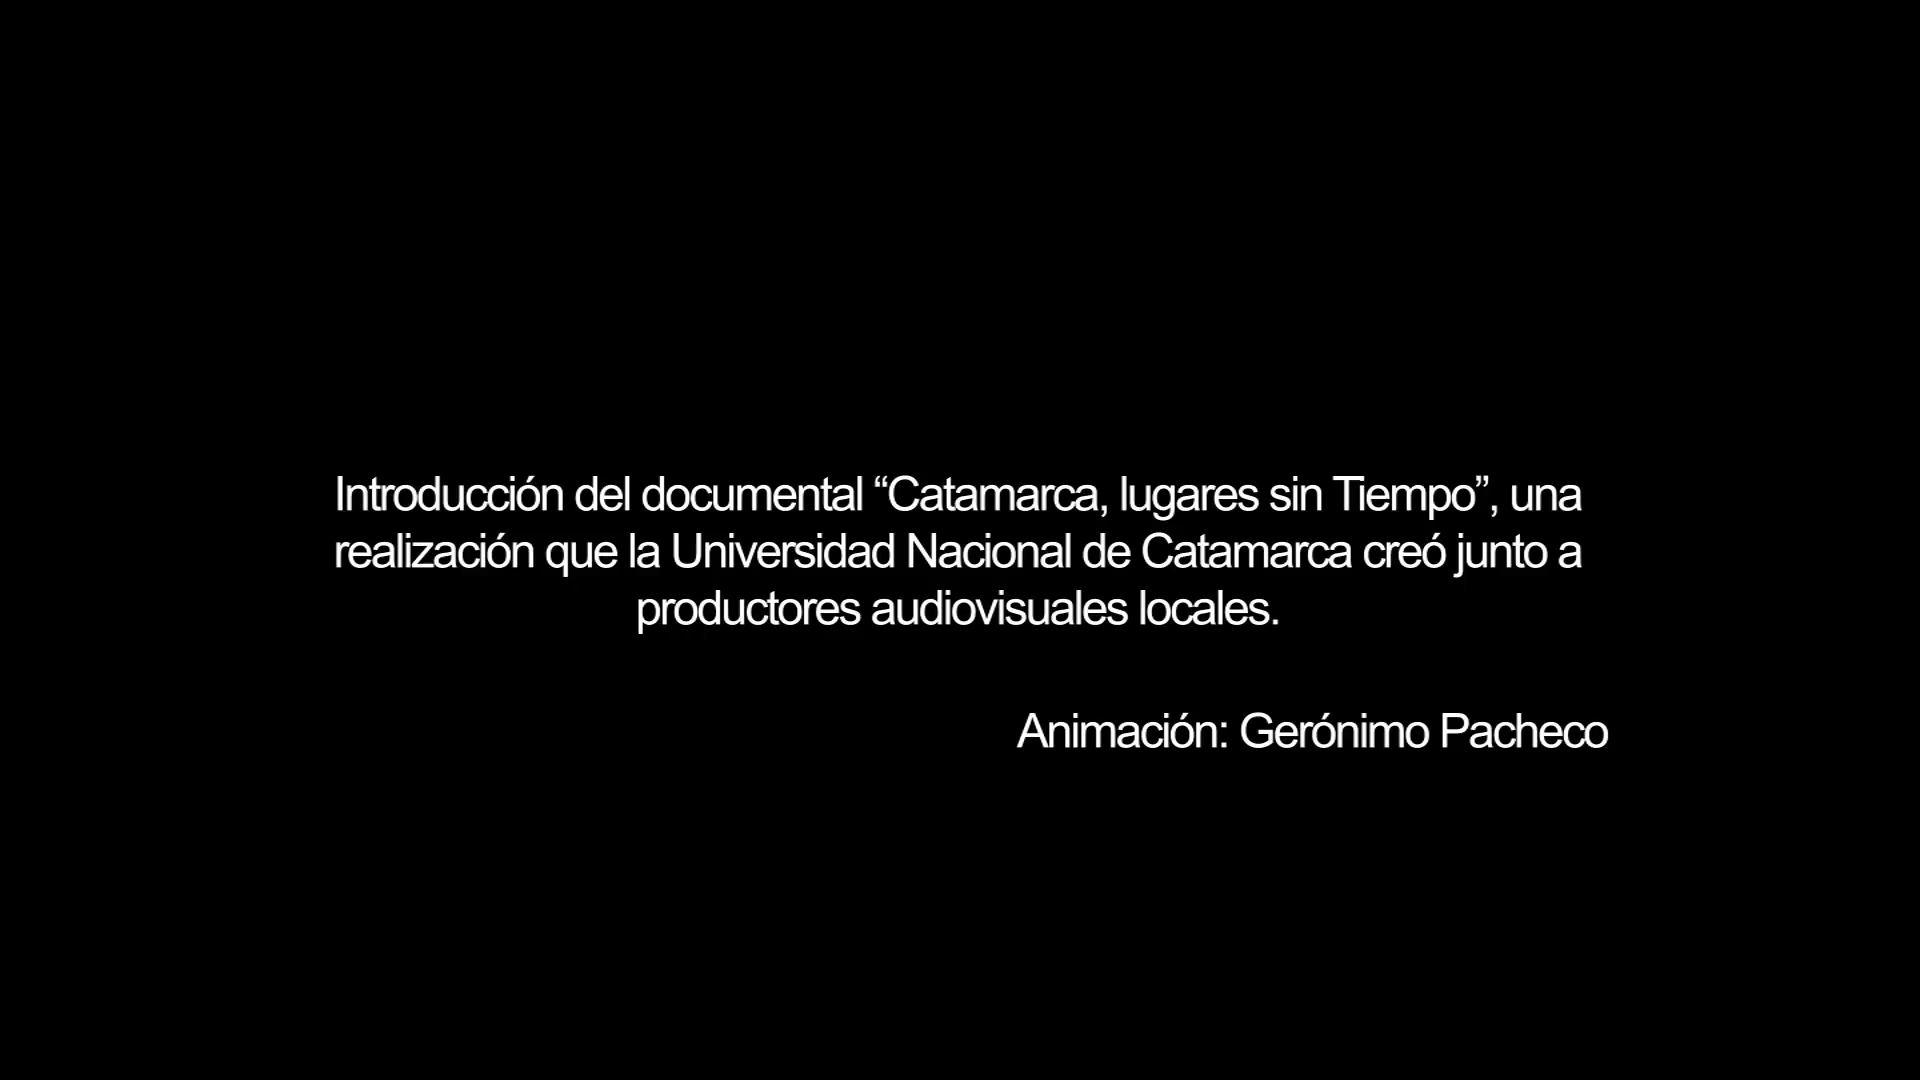 Introducción del documental “Catamarca, lugares sin Tiempo”, una
realización que la Universidad Nacional de Catamarca creó junto a
productores audiovisuales locales.
Animación: Gerónimo Pacheco